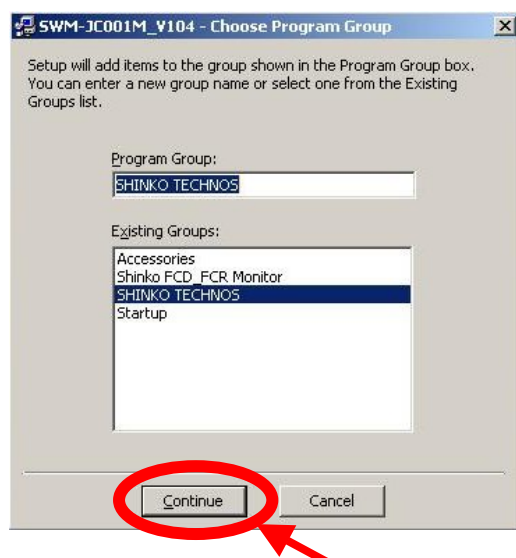 SWM-JC001M_V104 - Choose Program Group
Setup will add items to the group shown in the Program Group box.
You can enter a new group name or select one from the Existing
Groups list.
Program Group:
SHINKO TECHNOS
Existing Groups:
Accessories
Shinko FCD_FCR Monitor
SHINKO TECHNOS
Startup
Continue
Cancel